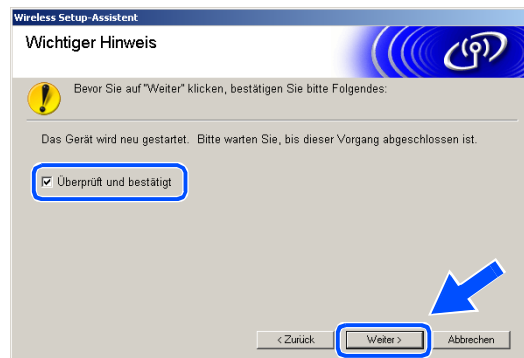 Wireless Setup-Assistent
Wichtiger Hinweis
Bevor Sie auf "Weiter" klicken, bestätigen Sie bitte Folgendes:
Das Gerät wird neu gestartet. Bitte warten Sie, bis dieser Vorgang abgeschlossen ist.
Überprüft und bestätigt
< Zurück Weiter > Abbrechen